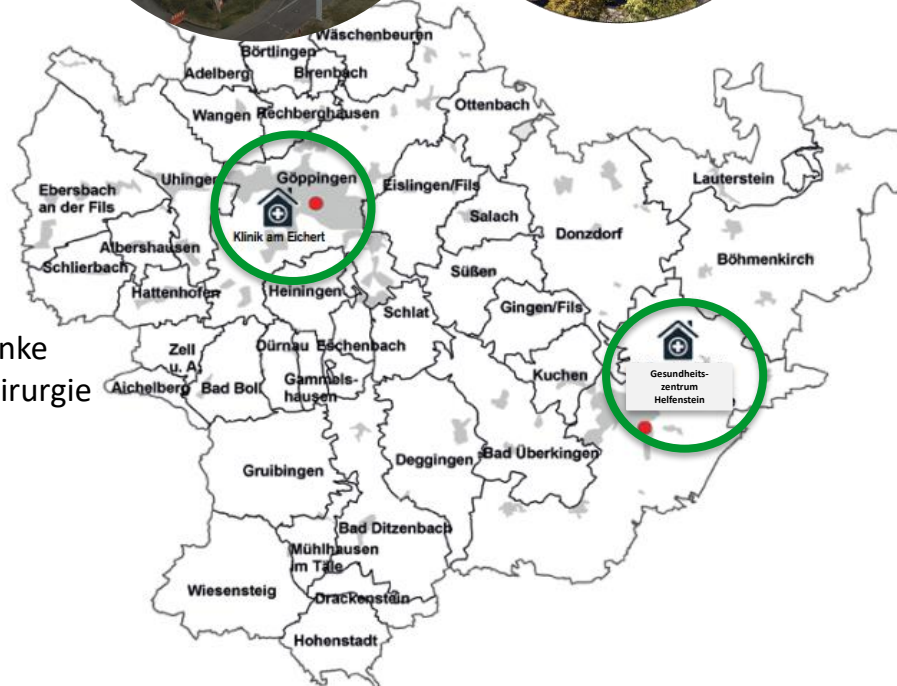 Wäschenbeuren
Börtlingen
Adelberg
Birenbach
Wangen
Rechberghausen
Ottenbach
Uhingen
Göppingen
Eislingen/Fils
Lauterstein
Ebersbach
an der Fils
Salach
Donzdorf
Klinik am Eichert
Albershausen
Böhmenkirch
Schlierbach
Süßen
Hattenhofen
Heiningen
Schlat
Gingen/Fils
nke
Zell
u. A.
Dürnau
Eschenbach
Kuchen
Gesundheits-
zentrum
Helfenstein
irurgie
Aichelberg
Bad Boll
Gammels-
hausen
Gruibingen
Deggingen
Bad Überkingen
Bad Ditzenbach
Mühlhausen
im Täle
Wiesensteig
Drackenstein
Hohenstadt